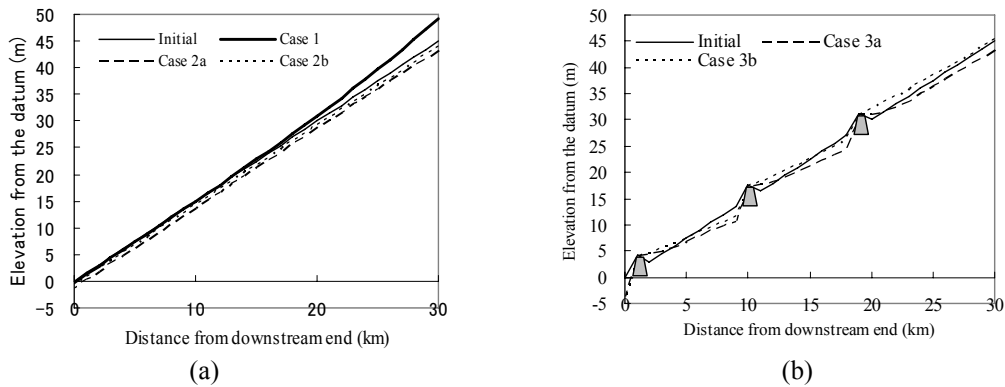 50
45
40
35
30
25
20
15
10
5
0
-5
Elevation from the datum (m)
Initial
Case 1
Case 2a
Case 2b
0
10
20
30
Distance from downstream end (km)
(a)
50
45
40
35
30
25
20
15
10
5
0
-5
Elevation from the datum (m)
Initial
Case 3a
Case 3b
0
5
10
15
20
25
30
Distance from downstream end (km)
(b)